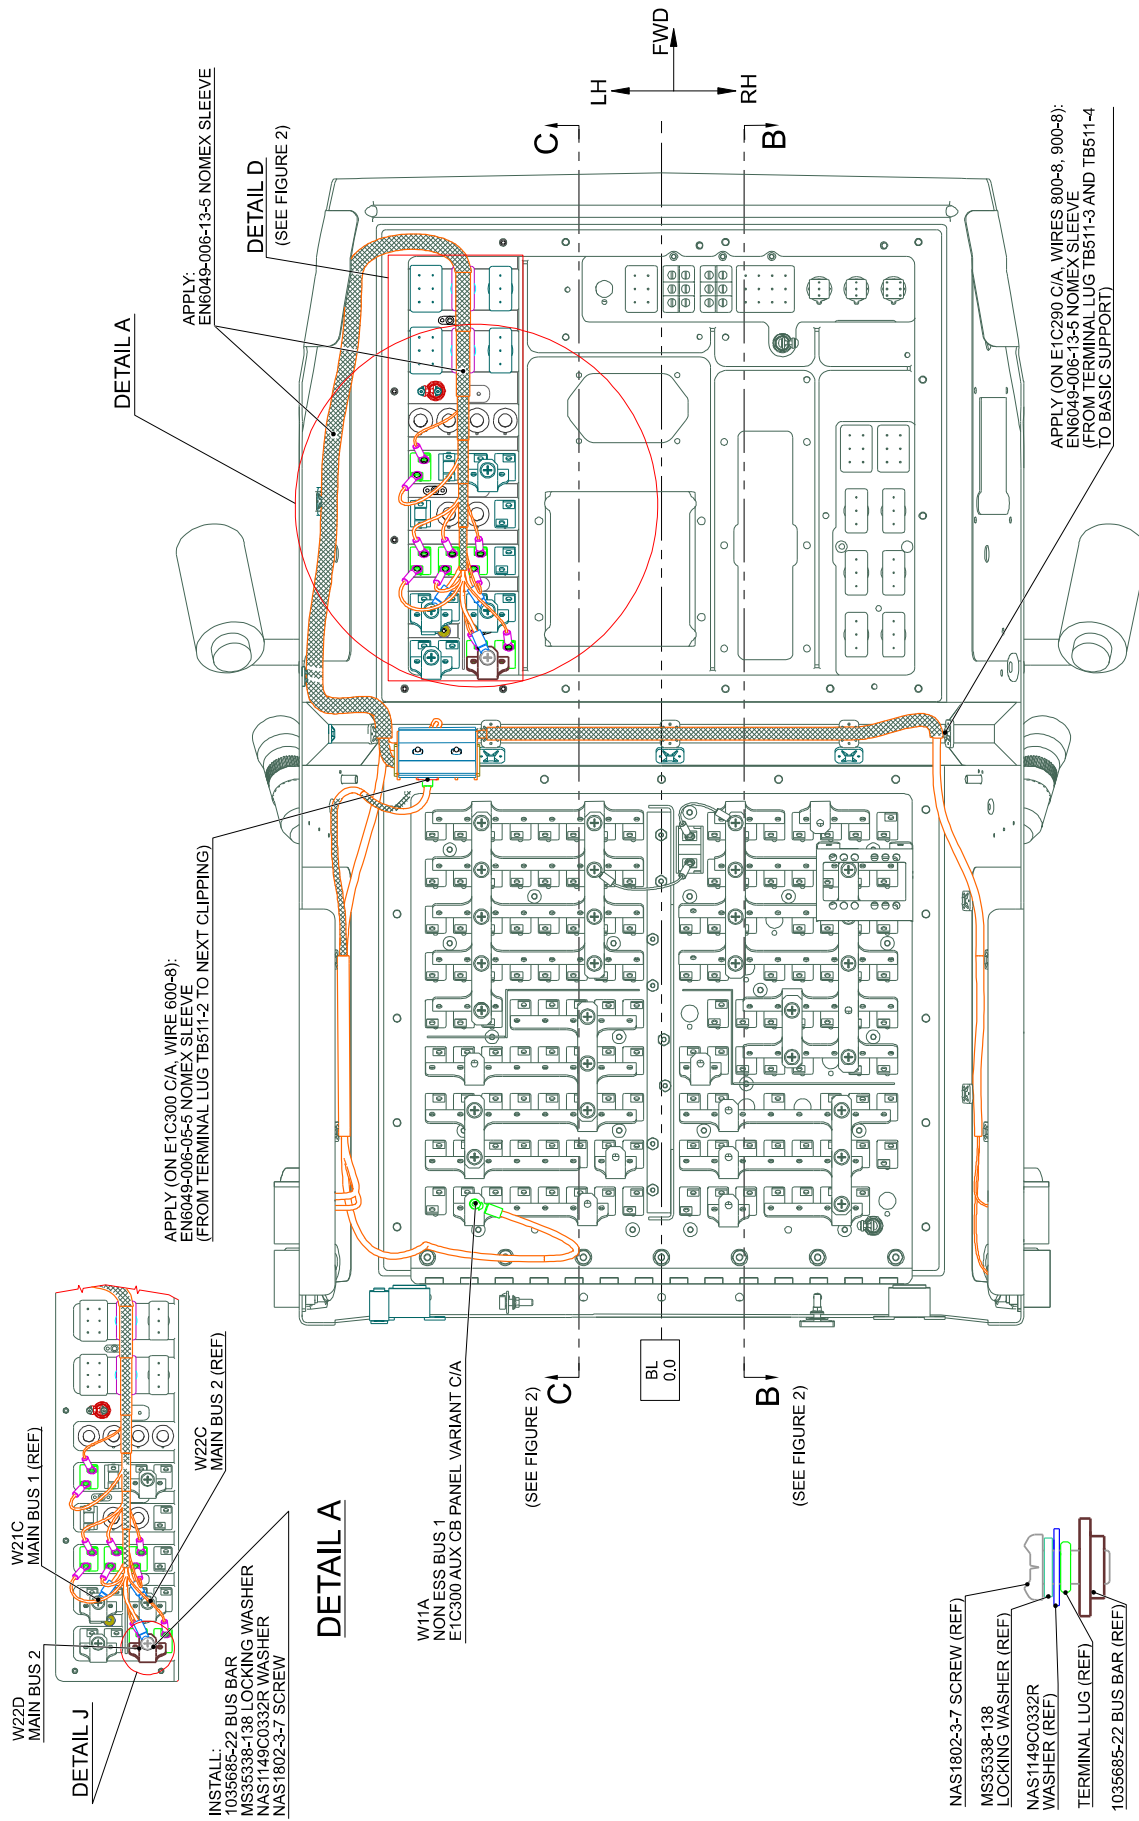 DETAIL A
APPLY:
EN6049-006-13-5 NOMEX SLEEVE
DETAIL D
(SEE FIGURE 2)
LH
FWD
RH
C
B
APPLY (ON E1C290 C/A, WIRES 800-8, 900-8):
EN6049-006-13-5 NOMEX SLEEVE
(FROM TERMINAL LUG TB511-3 AND TB511-4
TO BASIC SUPPORT)
APPLY (ON E1C300 C/A, WIRE 600-8):
EN6049-006-05-5 NOMEX SLEEVE
(FROM TERMINAL LUG TB511-2 TO NEXT CLIPPING)
W22D
MAIN BUS 2
W21C
MAIN BUS 1 (REF)
W22C
MAIN BUS 2 (REF)
DETAIL J
INSTALL:
1035685-22 BUS BAR
MS35338-138 LOCKING WASHER
NAS1149C0332R WASHER
NAS1802-3-7 SCREW
DETAIL A
W11A
NON ESS BUS 1
E1C300 AUX CB PANEL VARIANT C/A
(SEE FIGURE 2)
C
BL
0.0
B
(SEE FIGURE 2)
NAS1802-3-7 SCREW (REF)
MS35338-138
LOCKING WASHER (REF)
NAS1149C0332R
WASHER (REF)
TERMINAL LUG (REF)
1035685-22 BUS BAR (REF)